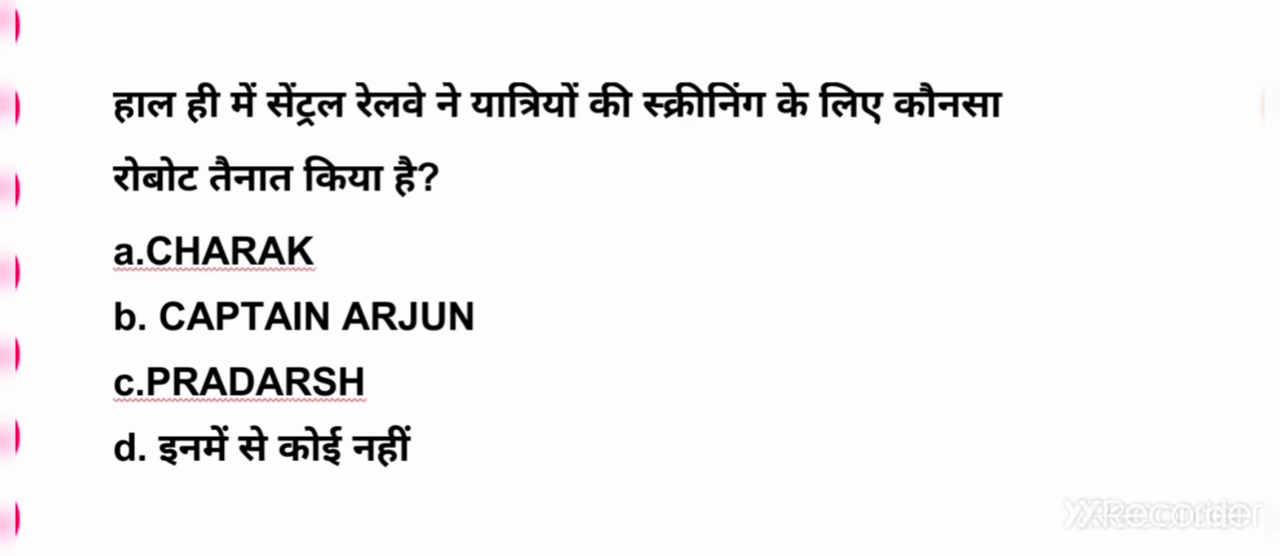 हाल ही में सेंट्रल रेलवे ने यात्रियों की स्क्रीनिंग के लिए कौनसा
रोबोट तैनात किया है?
a.CHARAK
b. CAPTAIN ARJUN
c.PRADARSH
d. इनमें से कोई नहीं